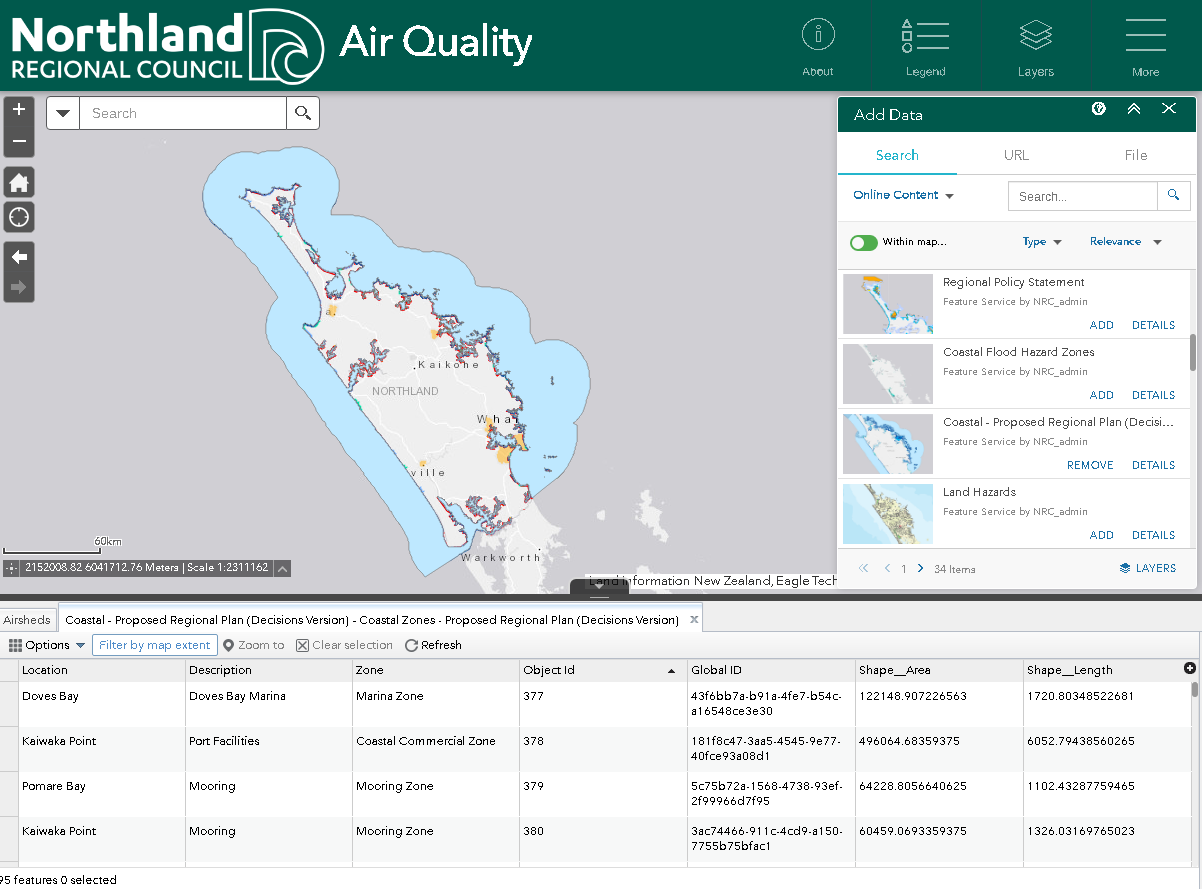 Northland
REGIONAL COUNCIL
Air Quality
About
Legend
Layers
More
Search
Add Data
Search
URL
File
Online Content
Search...
Within map...
Type
Relevance
Regional Policy Statement
Feature Service by NRC_admin
ADD
DETAILS
Coastal Flood Hazard Zones
Feature Service by NRC_admin
ADD
DETAILS
Coastal - Proposed Regional Plan (Decisi...
Feature Service by NRC_admin
REMOVE
DETAILS
Land Hazards
Feature Service by NRC_admin
ADD
DETAILS
1
34 Items
LAYERS
Kaikohe
NORTHLAND
Whar
ville
Warkworth
60km
2152008.82 6041712.76 Meters | Scale 1:2311162
Land Information New Zealand, Eagle Tech
Airsheds
Coastal - Proposed Regional Plan (Decisions Version) - Coastal Zones - Proposed Regional Plan (Decisions Version)
Options
Filter by map extent
Zoom to
Clear selection
Refresh
Location Description Zone Object Id Global ID Shape__Area Shape__Length
Doves Bay Doves Bay Marina Marina Zone 377 43f6bb7a-b91a-4fe7-b54c- 122148.907226563 1720.80348522681
a16548ce3e30
Kaiwaka Point Port Facilities Coastal Commercial Zone 378 181f8c47-3aa5-4545-9e77- 496064.68359375 6052.79438560265
40fce93a08d1
Pomare Bay Mooring Mooring Zone 379 5c75b72a-1568-4738-93ef- 64228.8056640625 1102.43287759465
2f99966d7f95
Kaiwaka Point Mooring Mooring Zone 380 3ac74466-911c-4cd9-a150- 60459.0693359375 1326.03169765023
7755b75bfac1
95 features 0 selected